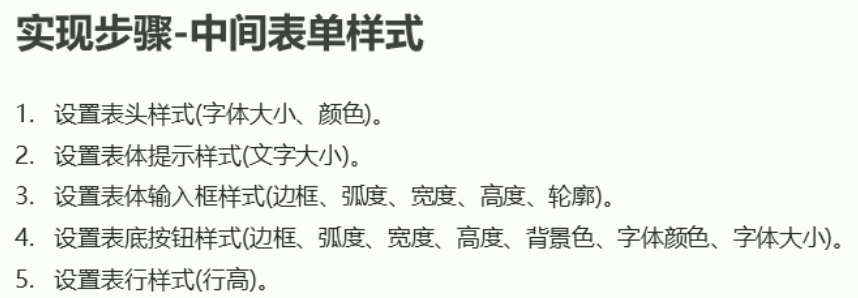 实现步骤-中间表单样式
1. 设置表头样式(字体大小、颜色)。
2. 设置表体提示样式(文字大小)。
3. 设置表体输入框样式(边框、弧度、宽度、高度、轮廓)。
4. 设置表底按钮样式(边框、弧度、宽度、高度、背景色、字体颜色、字体大小)。
5. 设置表行样式(行高)。